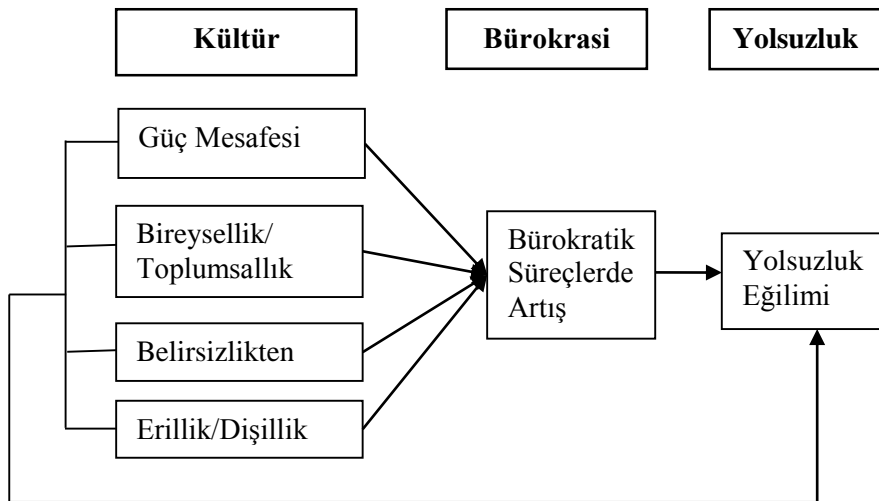 Kültür
Bürokrasi
Yolsuzluk
Güç Mesafesi
Bireysellik/
Toplumsallık
Belirsizlikten
Erillik/Dişillik
Bürokratik
Süreçlerde
Artış
Yolsuzluk
Eğilimi